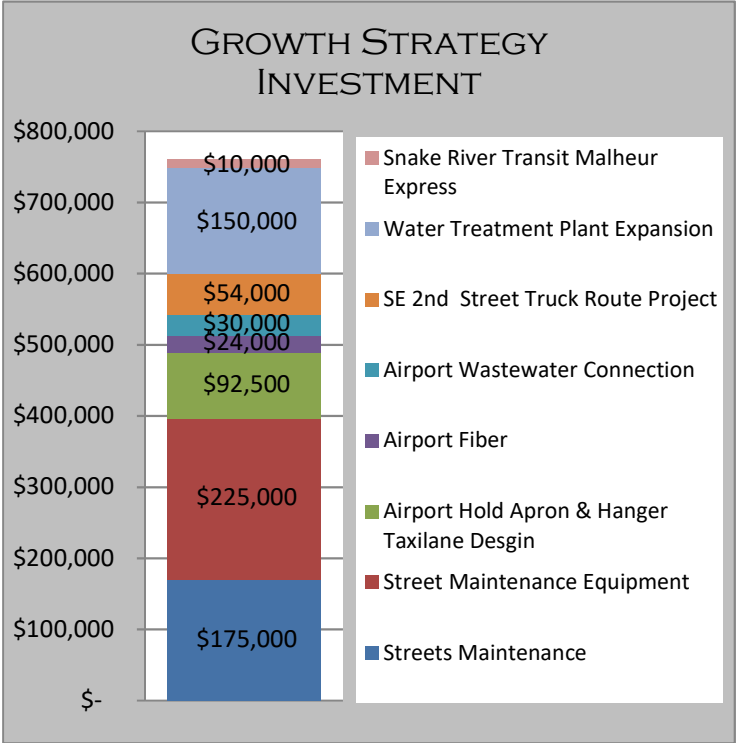 GROWTH STRATEGY
INVESTMENT
$800,000
$700,000
$600,000
$500,000
$400,000
$300,000
$200,000
$100,000
$-
$10,000
$150,000
$54,000
$30,000
$24,000
$92,500
$225,000
$175,000
Snake River Transit Malheur
Express
Water Treatment Plant Expansion
SE 2nd  Street Truck Route Project
Airport Wastewater Connection
Airport Fiber
Airport Hold Apron & Hanger
Taxilane Desgin
Street Maintenance Equipment
Streets Maintenance